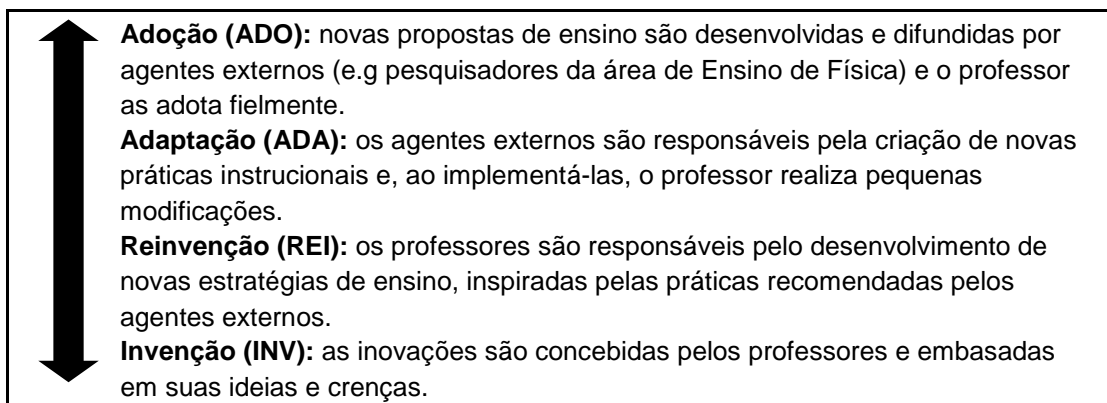 Adoção (ADO): novas propostas de ensino são desenvolvidas e difundidas por
agentes externos (e.g pesquisadores da área de Ensino de Física) e o professor
as adota fielmente.
Adaptação (ADA): os agentes externos são responsáveis pela criação de novas
práticas instrucionais e, ao implementá-las, o professor realiza pequenas
modificações.
Reinvenção (REI): os professores são responsáveis pelo desenvolvimento de
novas estratégias de ensino, inspiradas pelas práticas recomendadas pelos
agentes externos.
Invenção (INV): as inovações são concebidas pelos professores e embasadas
em suas ideias e crenças.